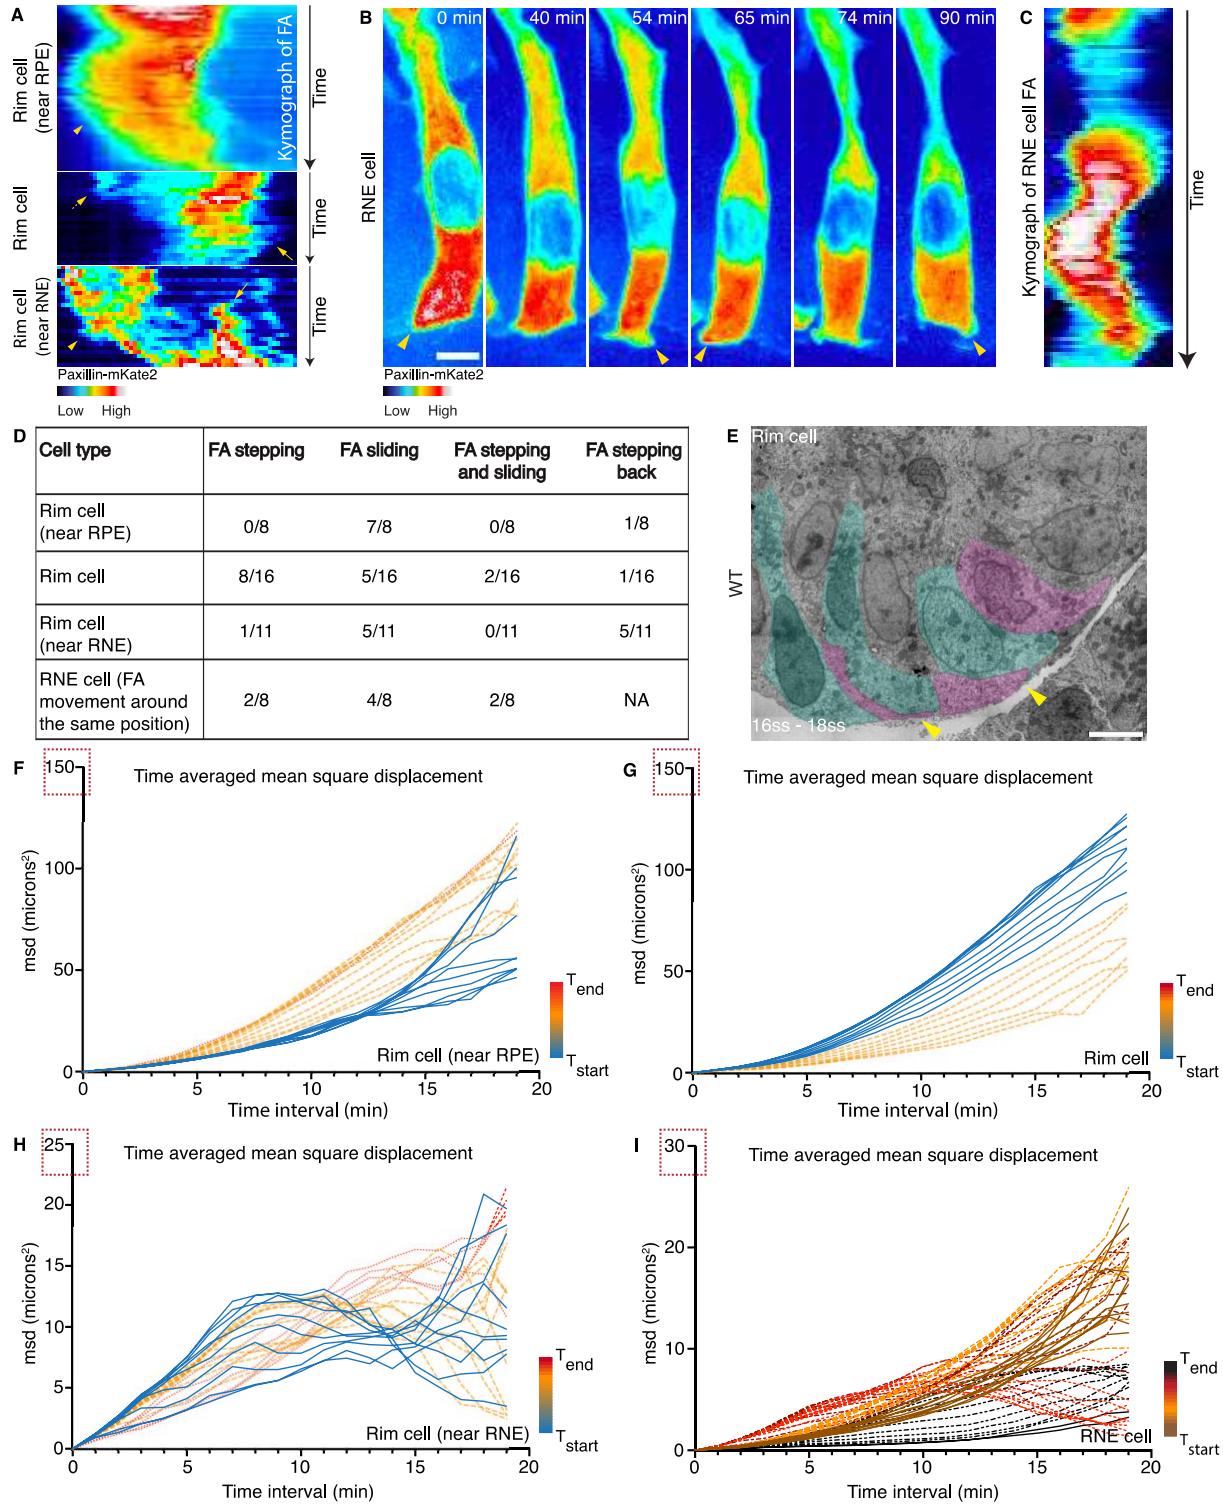 A
Rim cell
(near RPE)
Kymograph of FA
Time
Rim cell
Time
Rim cell
(near RNE)
Time
Paxillin-mKate2
Low High
B
RNE cell
0 min
40 min
54 min
65 min
74 min
90 min
Paxillin-mKate2
Low High
C
Kymograph of RNE cell FA
Time
D
Cell type FA stepping FA sliding FA stepping and sliding FA stepping back
Rim cell (near RPE) 0/8 7/8 0/8 1/8
Rim cell 8/16 5/16 2/16 1/16
Rim cell (near RNE) 1/11 5/11 0/11 5/11
RNE cell (FA movement around the same position) 2/8 4/8 2/8 NA
E
Rim cell
WT
16ss - 18ss
F
Time averaged mean square displacement
150
100
50
0
msd (microns²)
T end
T start
Rim cell (near RPE)
0 5 10 15 20
Time interval (min)
G
Time averaged mean square displacement
150
100
50
0
msd (microns²)
T end
T start
Rim cell
0 5 10 15 20
Time interval (min)
H
Time averaged mean square displacement
25
20
15
10
5
0
msd (microns²)
T end
T start
Rim cell (near RNE)
0 5 10 15 20
Time interval (min)
I
Time averaged mean square displacement
30
20
10
0
msd (microns²)
T end
T start
RNE cell
0 5 10 15 20
Time interval (min)